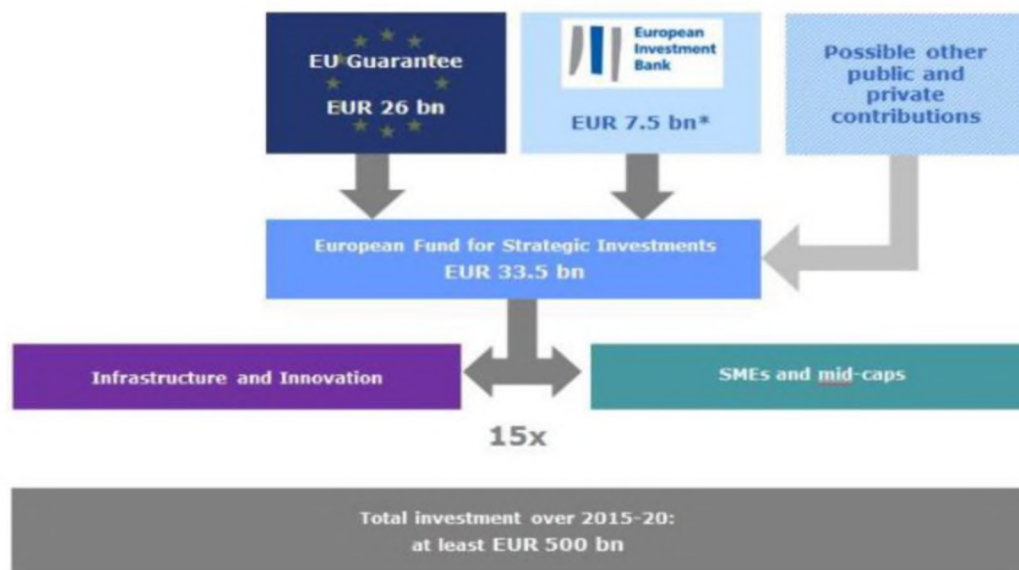 EU Guarantee
EUR 26 bn
European
Investment
Bank
EUR 7.5 bn*
Possible other
public and
private
contributions
European Fund for Strategic Investments
EUR 33.5 bn
Infrastructure and Innovation
SMEs and mid-caps
15x
Total investment over 2015-20:
at least EUR 500 bn